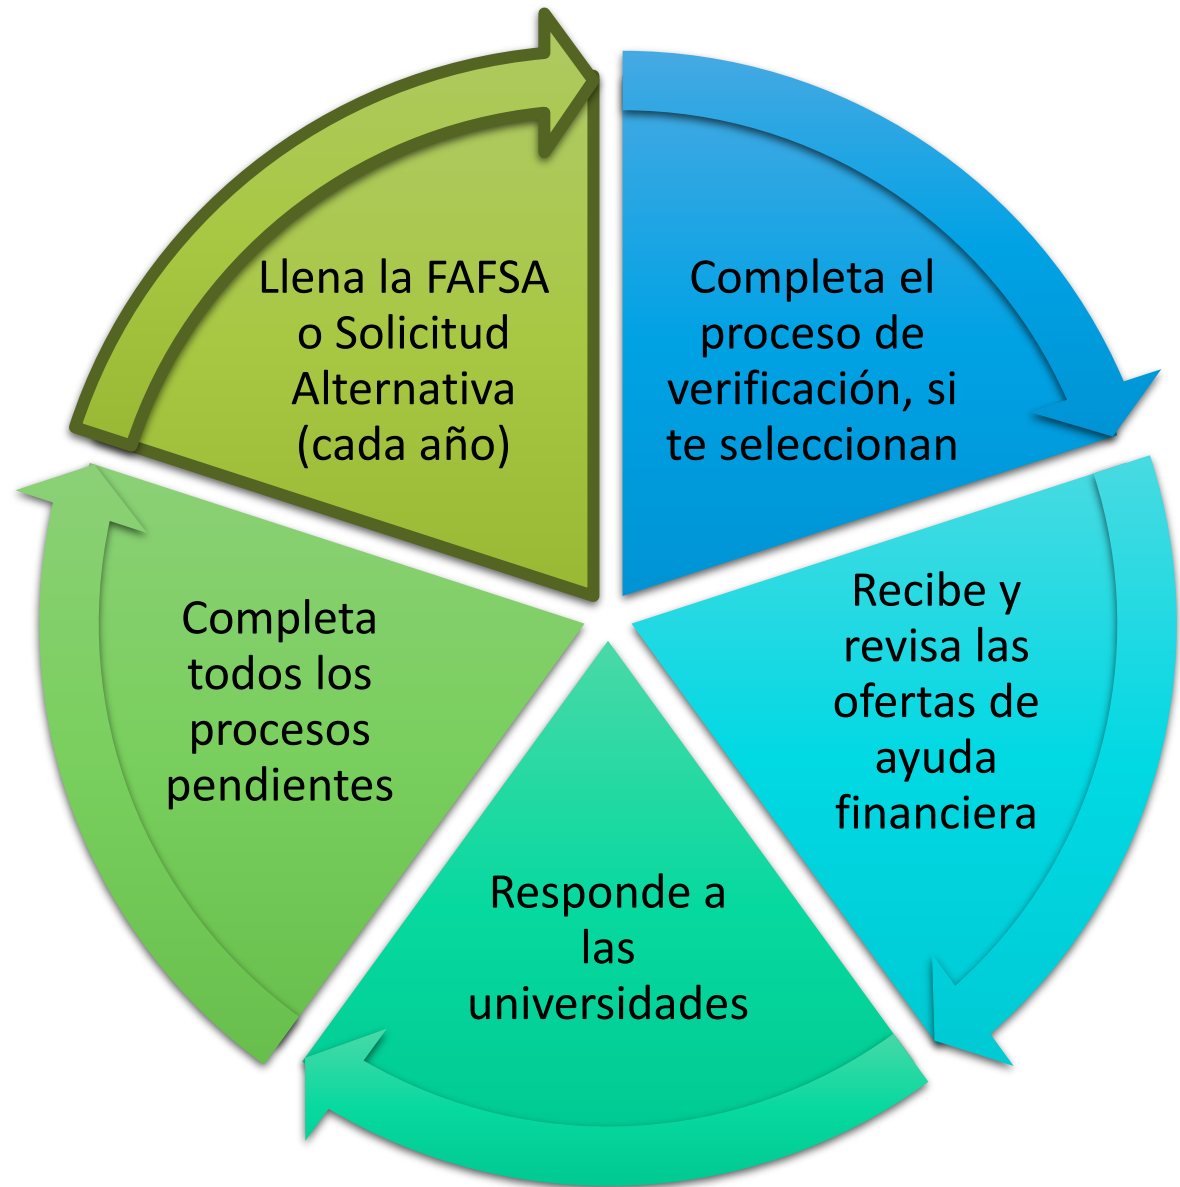 Llena la FAFSA
o Solicitud
Alternativa
(cada año)
Completa el
proceso de
verificación, si
te seleccionan
Recibe y
revisa las
ofertas de
ayuda
financiera
Responde a
las
universidades
Completa
todos los
procesos
pendientes